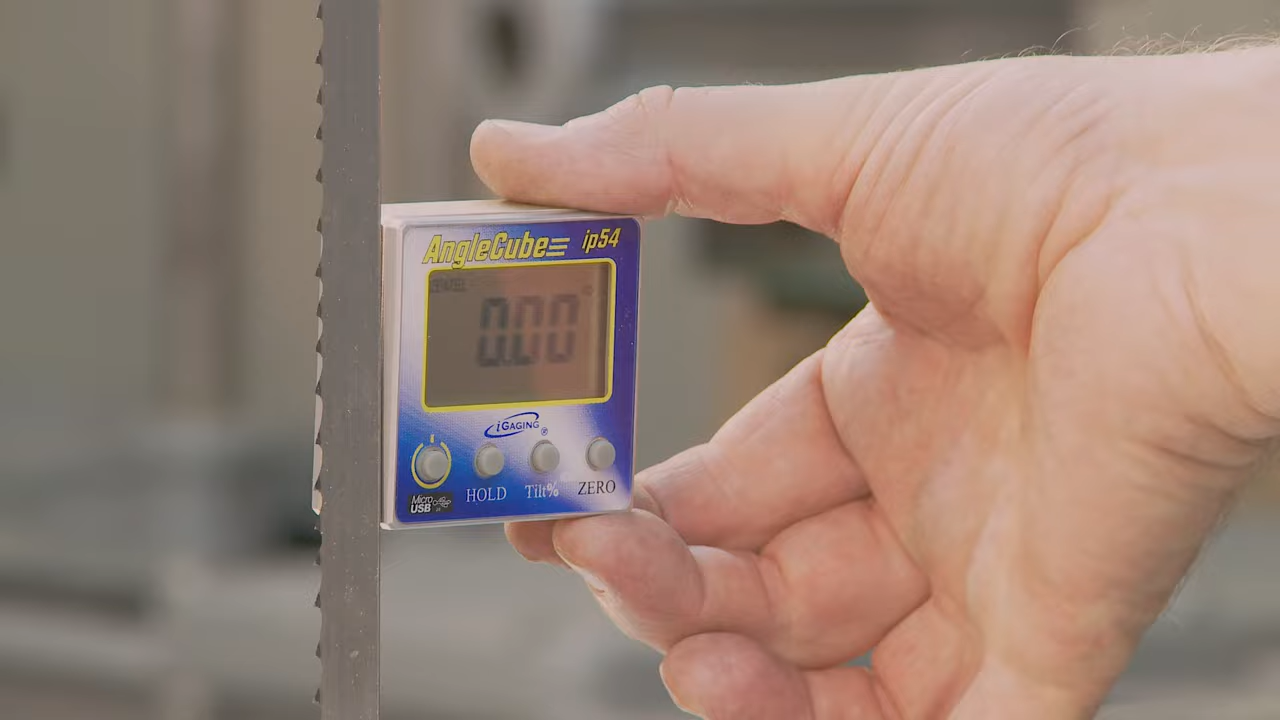 AngleCube ip54
0.00°
iGAGING®
HOLD Tilt% ZERO
Micro
USB